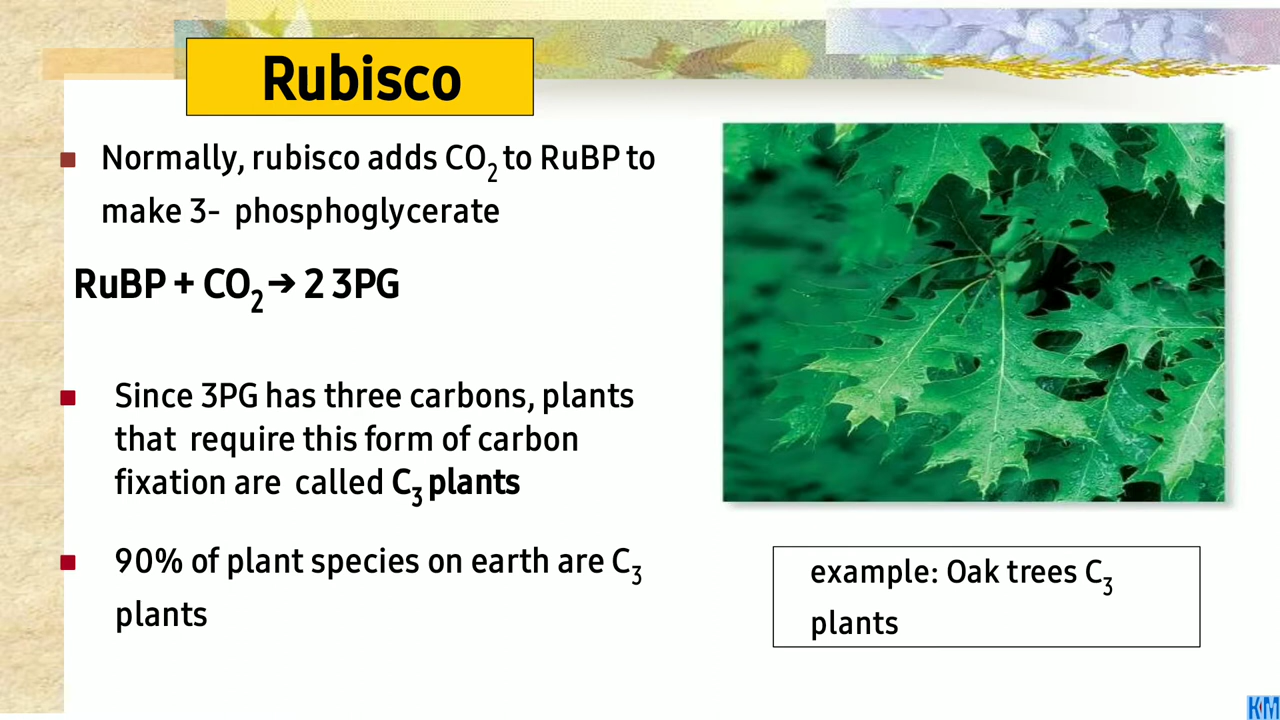 Rubisco
Normally, rubisco adds CO₂ to RuBP to
make 3- phosphoglycerate
RuBP + CO₂ → 2 3PG
Since 3PG has three carbons, plants
that require this form of carbon
fixation are called C₃ plants
90% of plant species on earth are C₃
plants
example: Oak trees C₃
plants
KM